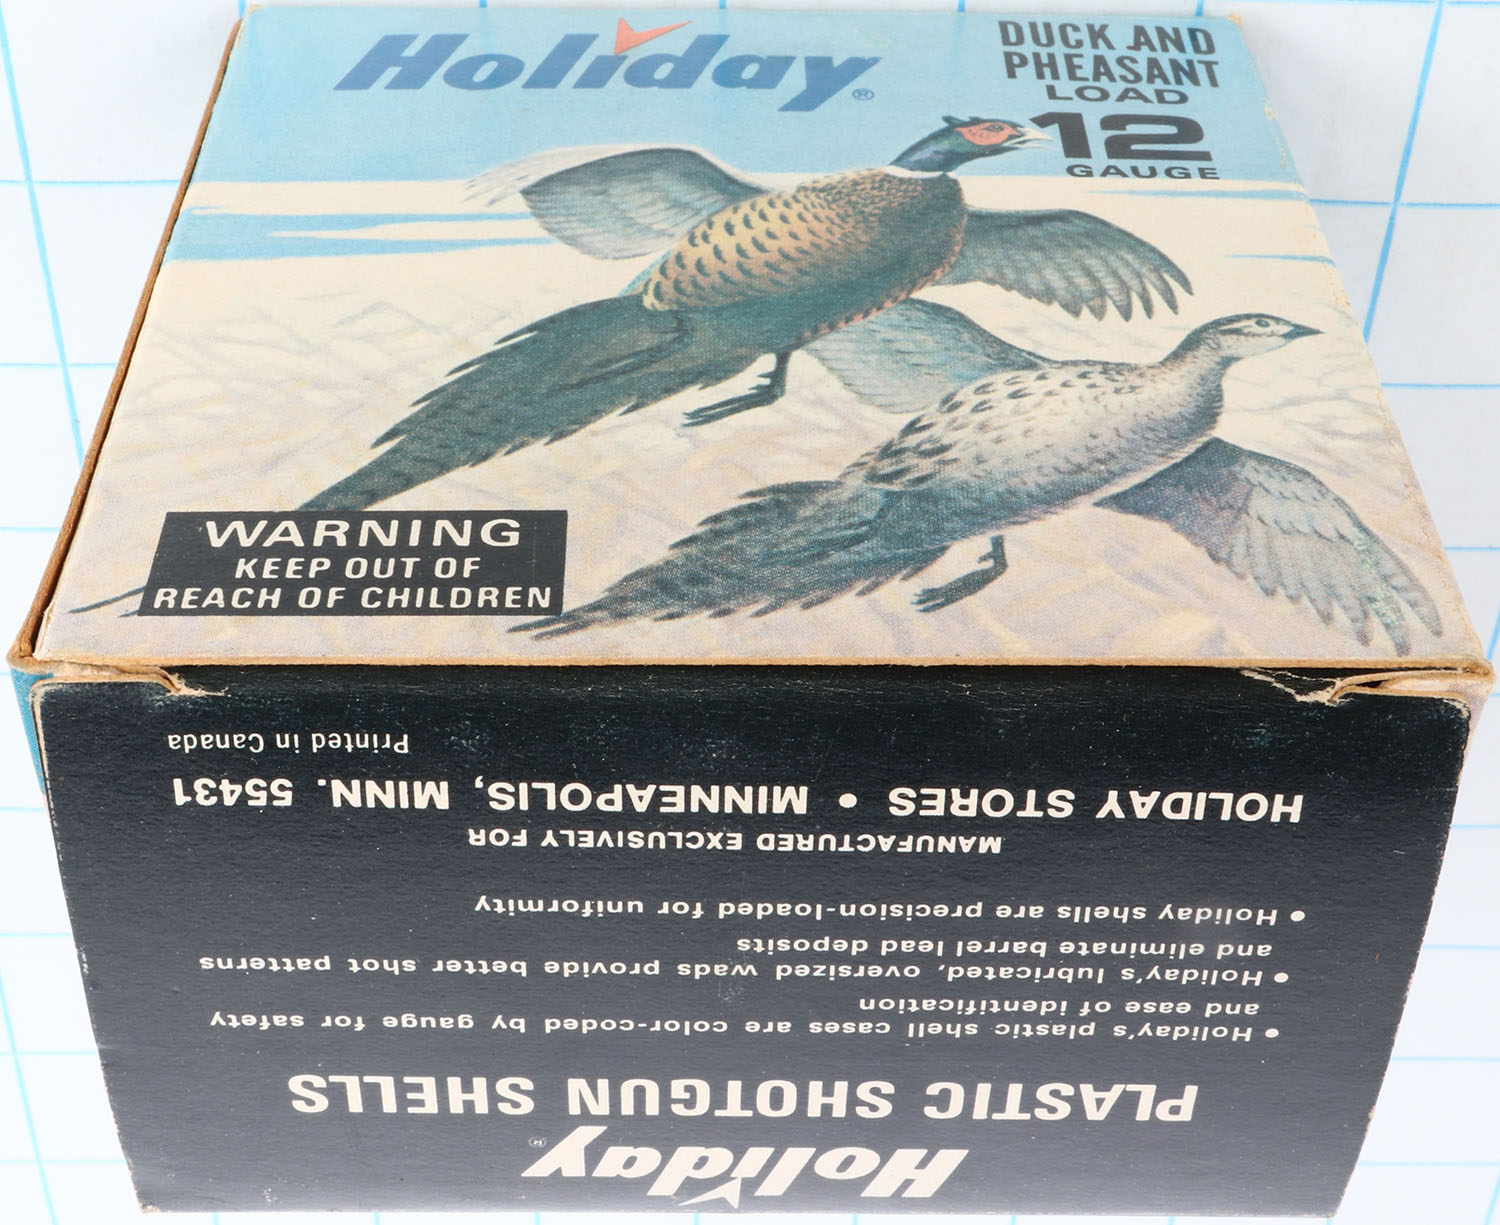 Holiday®
DUCK AND
PHEASANT
LOAD
12
GAUGE
WARNING
KEEP OUT OF
REACH OF CHILDREN
Holiday®
PLASTIC SHOTGUN SHELLS
• Holiday's plastic shell cases are color-coded by gauge for safety
and ease of identification
• Holiday's lubricated, oversized wads provide better shot patterns
and eliminate barrel lead deposits
• Holiday shells are precision-loaded for uniformity
MANUFACTURED EXCLUSIVELY FOR
HOLIDAY STORES • MINNEAPOLIS, MINN. 55431
Printed in Canada